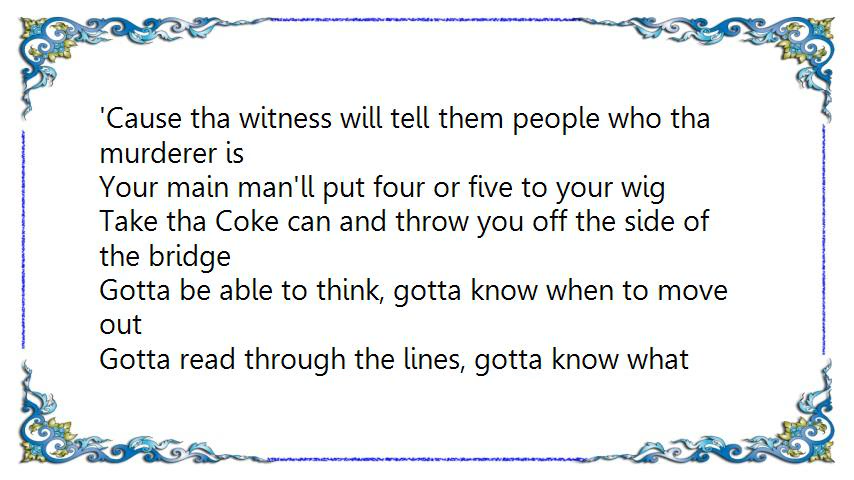 'Cause tha witness will tell them people who tha
murderer is
Your main man'll put four or five to your wig
Take tha Coke can and throw you off the side of
the bridge
Gotta be able to think, gotta know when to move
out
Gotta read through the lines, gotta know what